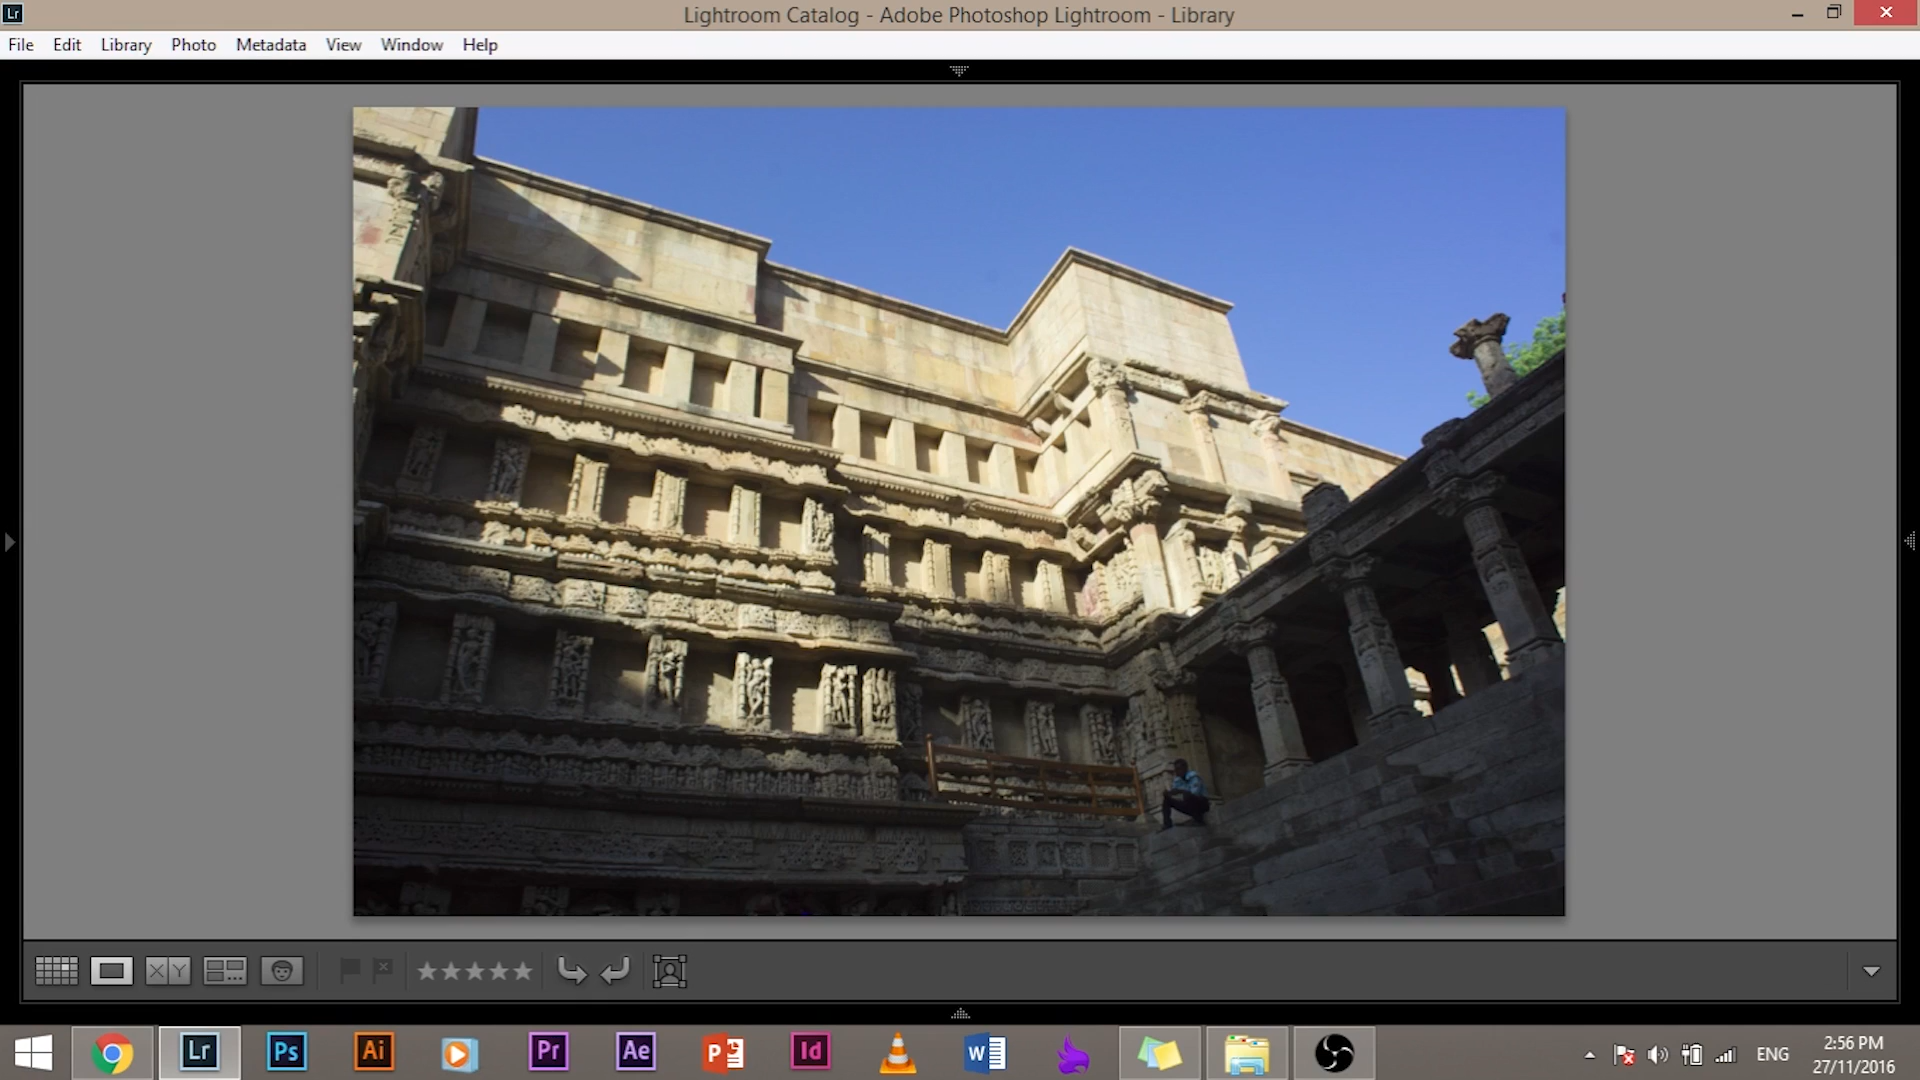 Lr
Lightroom Catalog - Adobe Photoshop Lightroom - Library
File Edit Library Photo Metadata View Window Help
X Y
Lr Ps Ai Pr Ae P Id W ENG
2:56 PM
27/11/2016